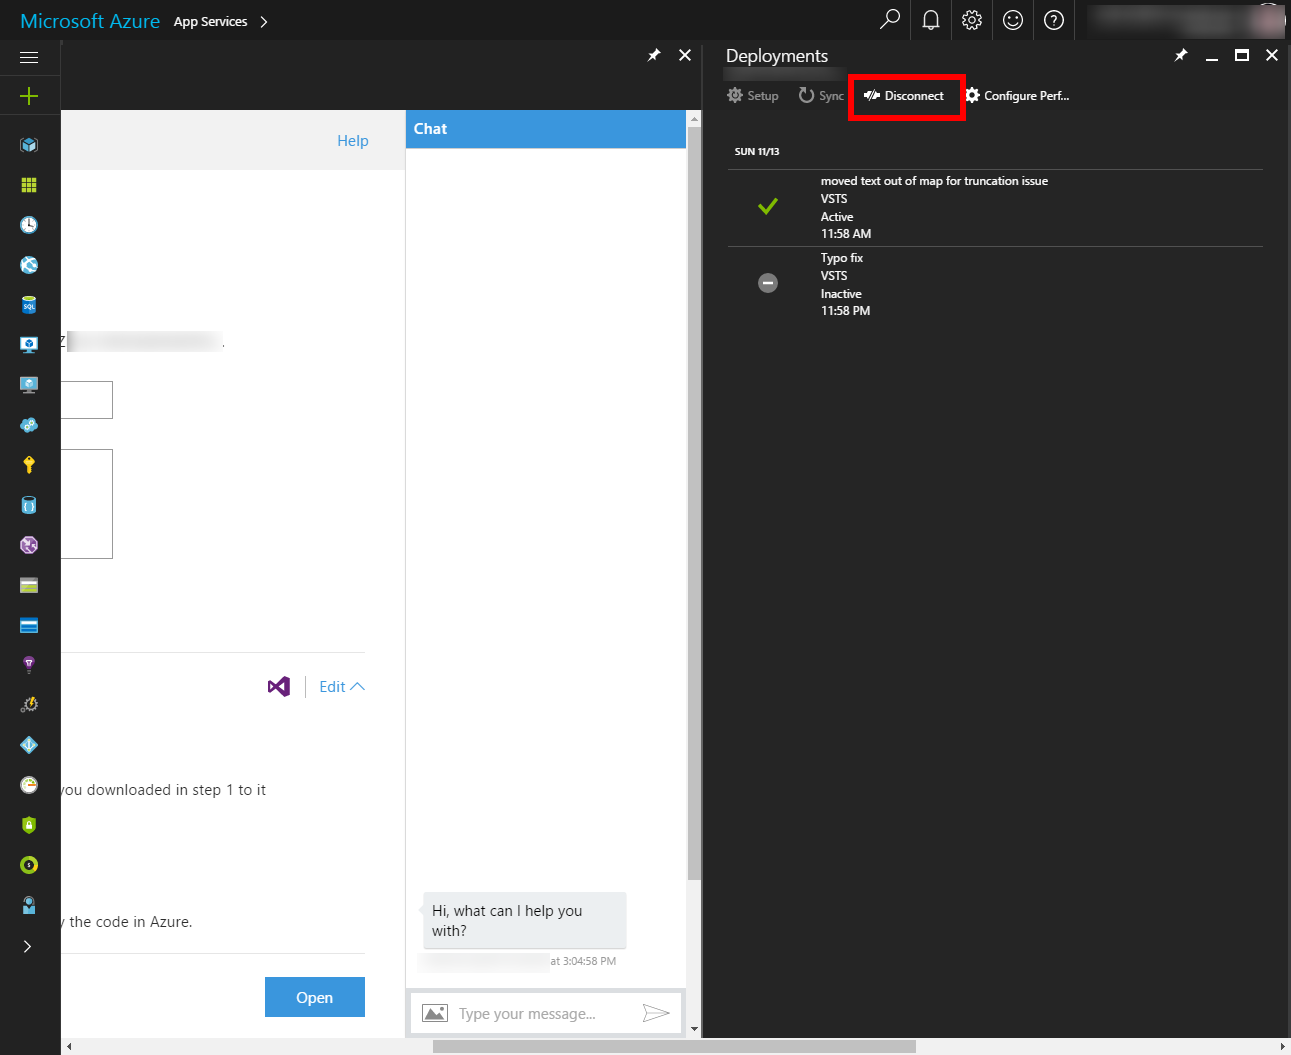 Microsoft Azure App Services
Deployments
Setup Sync Disconnect Configure Perf...
Help
Chat
SUN 11/13
moved text out of map for truncation issue
VSTS
Active
11:58 AM
Typo fix
VSTS
Inactive
11:58 PM
SQL
Z .
Edit
you downloaded in step 1 to it
the code in Azure.
Open
Hi, what can I help you
with?
at 3:04:58 PM
Type your message...